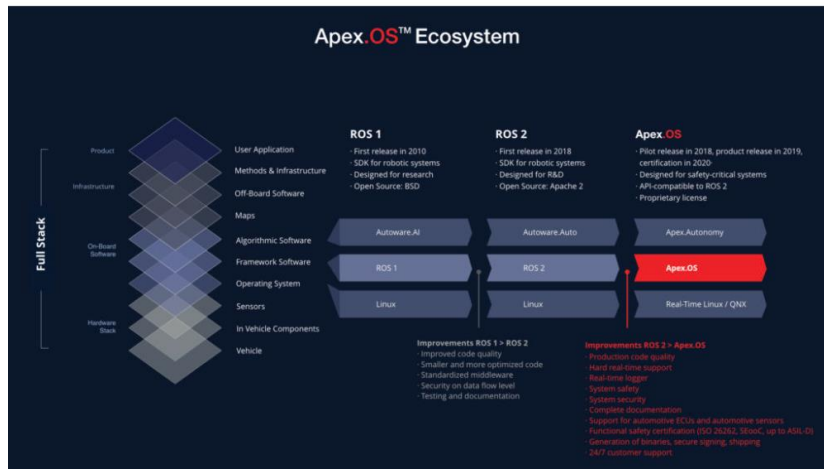 Apex.OS™ Ecosystem
Full Stack
Product
Infrastructure
On-Board
Software
Hardware
Stack
User Application
Methods & Infrastructure
Off-Board Software
Maps
Algorithmic Software
Framework Software
Operating System
Sensors
In Vehicle Components
Vehicle
ROS 1
· First release in 2010
· SDK for robotic systems
· Designed for research
· Open Source: BSD
ROS 2
· First release in 2018
· SDK for robotic systems
· Designed for R&D
· Open Source: Apache 2
Apex.OS
· Pilot release in 2018, product release in 2019,
certification in 2020·
· Designed for safety-critical systems
· API-compatible to ROS 2
· Proprietary license
Autoware.AI
Autoware.Auto
Apex.Autonomy
ROS 1
ROS 2
Apex.OS
Linux
Linux
Real-Time Linux / QNX
Improvements ROS 1 > ROS 2
· Improved code quality
· Smaller and more optimized code
· Standardized middleware
· Security on data flow level
· Testing and documentation
Improvements ROS 2 > Apex.OS
· Production code quality
· Hard real-time support
· Real-time logger
· System safety
· System security
· Complete documentation
· Support for automotive ECUs and automotive sensors
· Functional safety certification (ISO 26262, SEooC, up to ASIL-D)
· Generation of binaries, secure signing, shipping
· 24/7 customer support